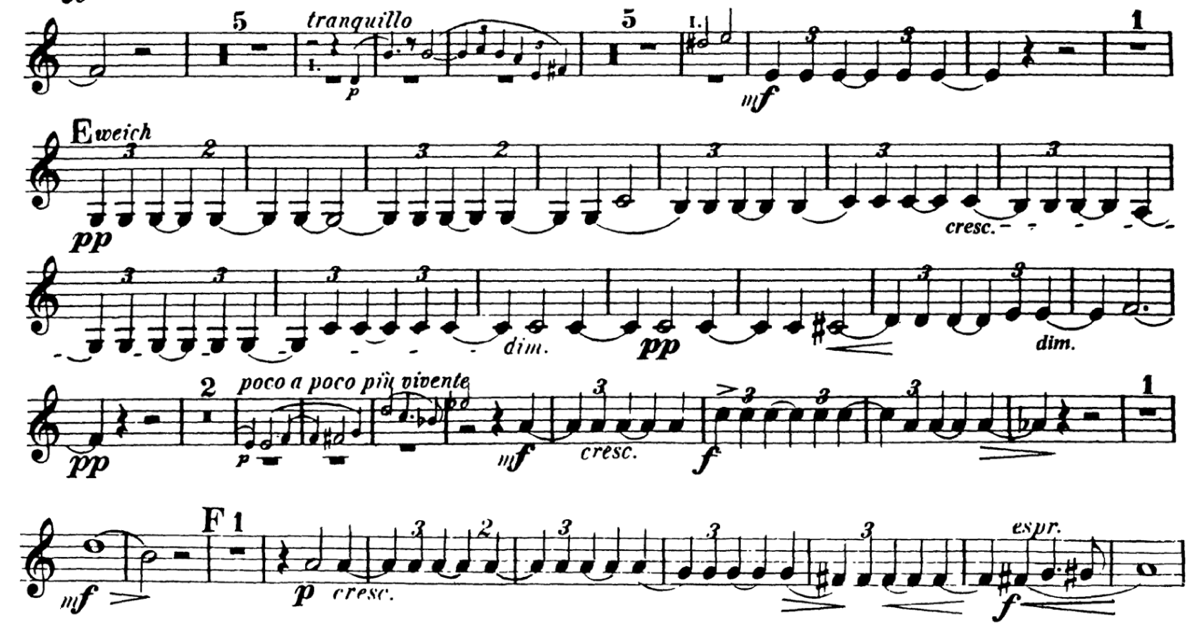 5 tranquillo 3 3 5 I. 3 3 1
I. p mf
E weich 3 2 3 2 3 3 3
pp cresc.
3 3 3 3 3 3
dim. pp dim.
2 poco a poco più vivente 3 3 3 3 1
pp p mf cresc. f
F 1 3 2 3 3 3 espr.
mf p cresc. f